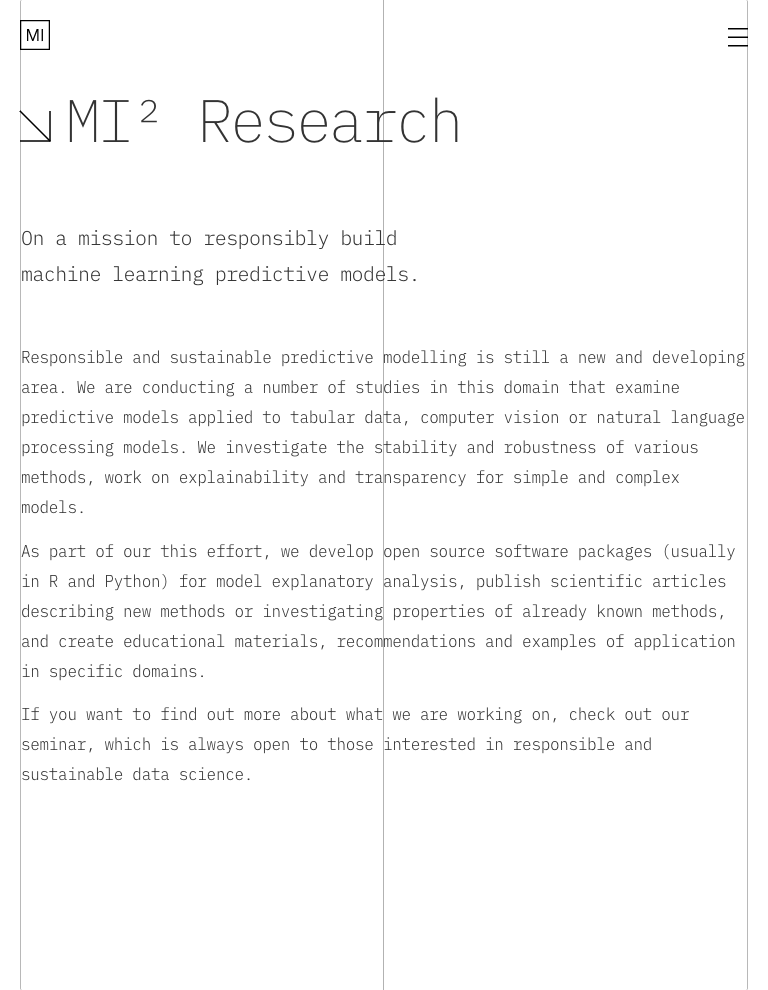 MI
MI² Research
On a mission to responsibly build
machine learning predictive models.
Responsible and sustainable predictive modelling is still a new and developing
area. We are conducting a number of studies in this domain that examine
predictive models applied to tabular data, computer vision or natural language
processing models. We investigate the stability and robustness of various
methods, work on explainability and transparency for simple and complex
models.
As part of our this effort, we develop open source software packages (usually
in R and Python) for model explanatory analysis, publish scientific articles
describing new methods or investigating properties of already known methods,
and create educational materials, recommendations and examples of application
in specific domains.
If you want to find out more about what we are working on, check out our
seminar, which is always open to those interested in responsible and
sustainable data science.